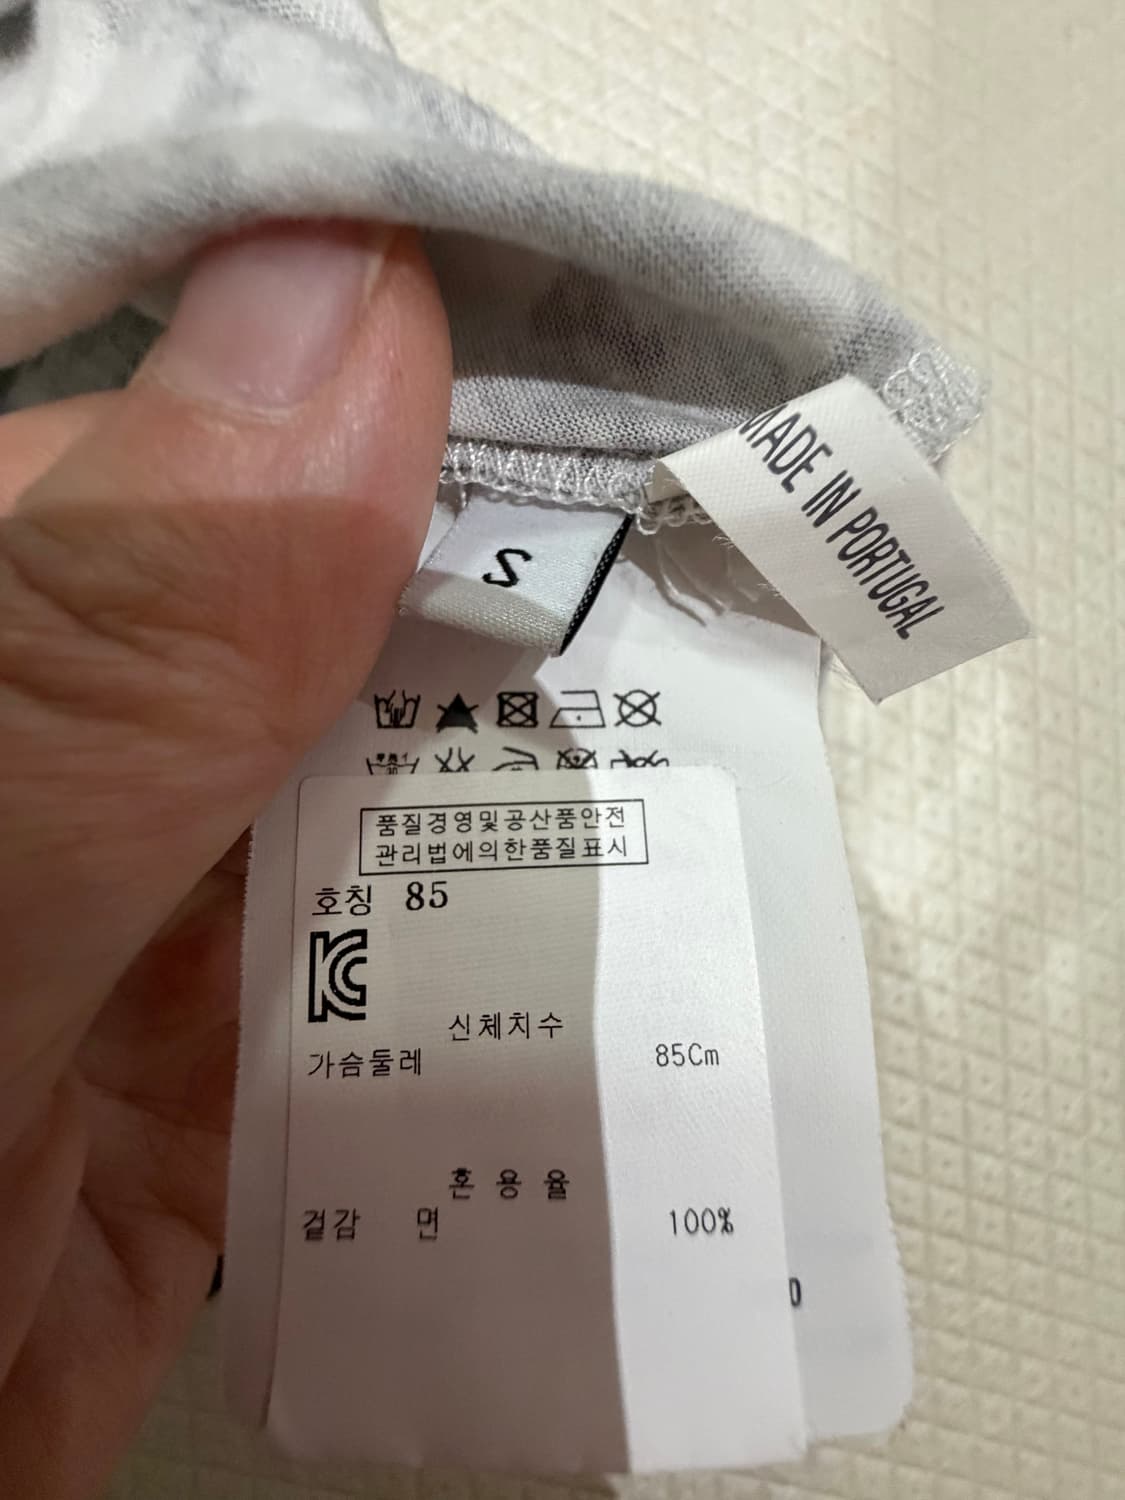 MADE IN PORTUGAL
S
품질경영및공산품안전
관리법에의한품질표시
호칭 85
신체치수
가슴둘레 85Cm
혼 용 율
겉감 면 100%